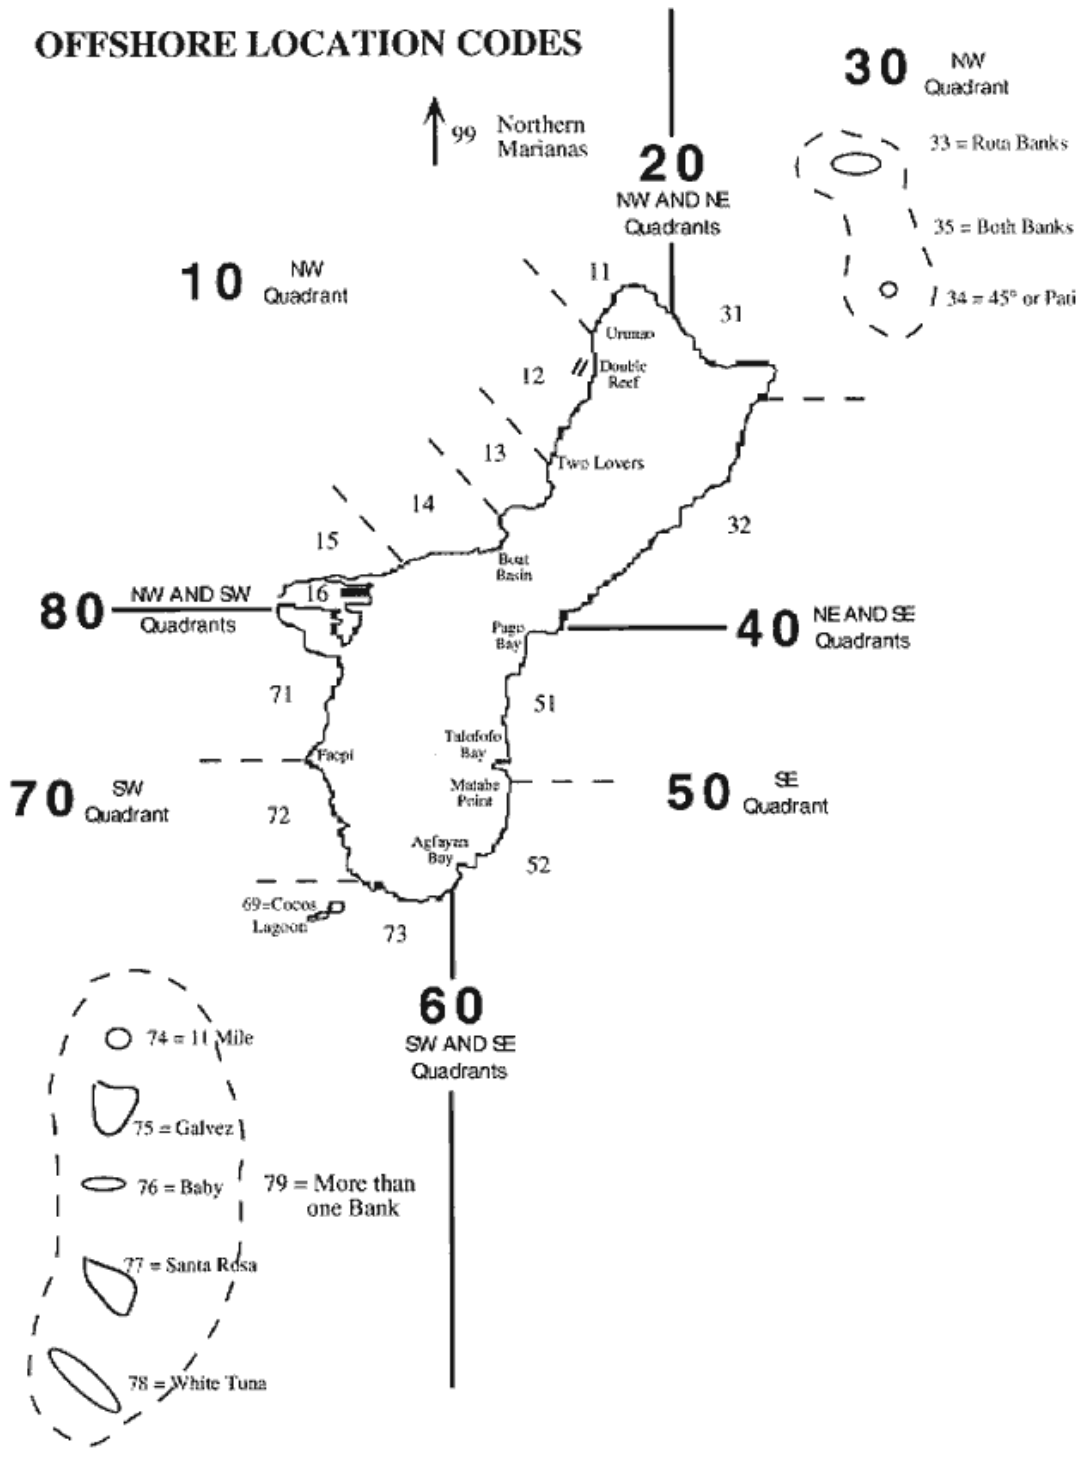 OFFSHORE LOCATION CODES
30 NW
Quadrant
99 Northern
Marianas
33 = Rota Banks
20
NW AND NE
Quadrants
35 = Both Banks
10 NW
Quadrant
11
34 = 45° or Pati
31
Urunao
12
Double
Reef
13
Two Lovers
14
32
15
Boat
Basin
16
80 NW AND SW
Quadrants
Pago
Bay
40 NE AND SE
Quadrants
71
51
Talofofo
Bay
Facpi
70 SW
Quadrant
Matabe
Point
50 SE
Quadrant
72
Agfayan
Bay
52
69=Cocos
Lagoon
73
60
SW AND SE
Quadrants
74 = 11 Mile
75 = Galvez
76 = Baby
79 = More than
one Bank
77 = Santa Rosa
78 = White Tuna